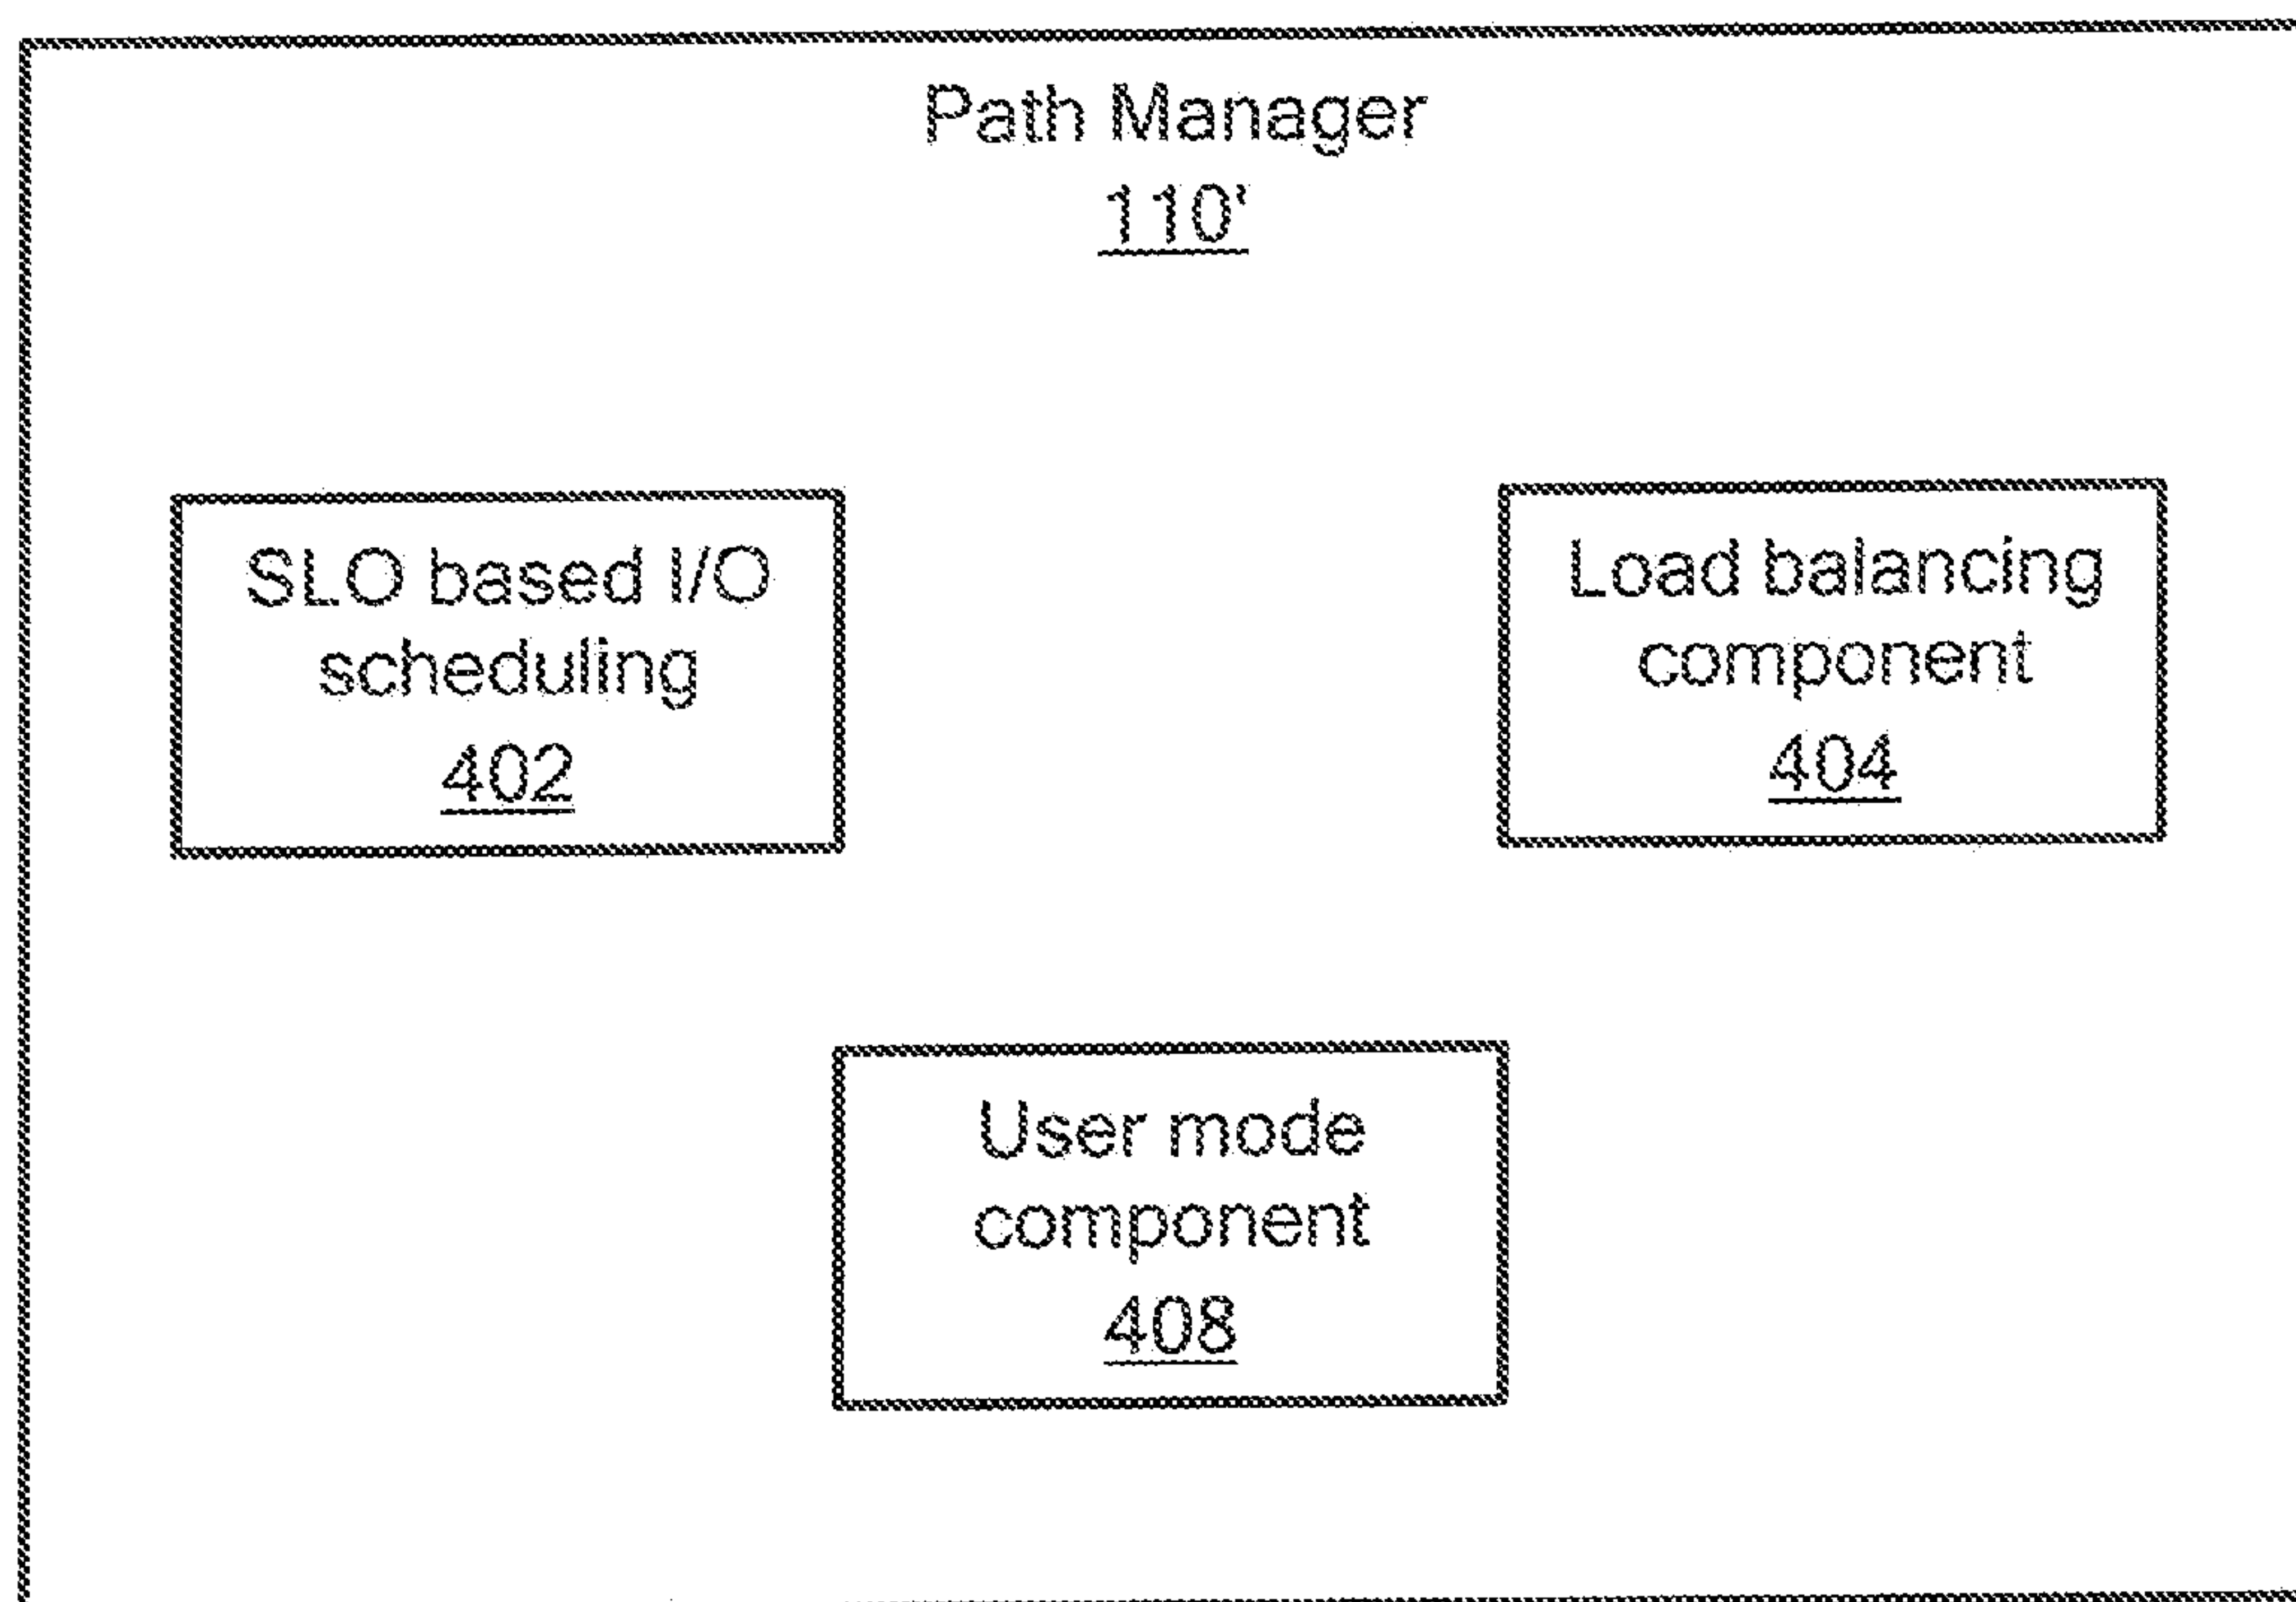 Path Manager
110'
SLO based I/O
scheduling
402
Load balancing
component
404
User mode
component
408